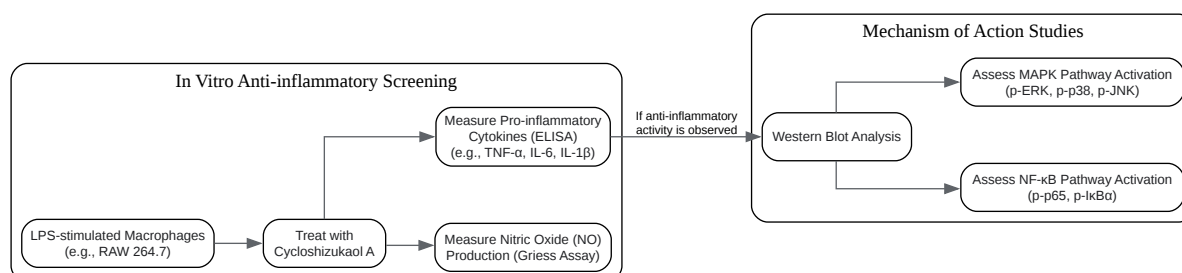 Mechanism of Action Studies
In Vitro Anti-inflammatory Screening
Assess MAPK Pathway Activation
(p-ERK, p-p38, p-JNK)
Measure Pro-inflammatory
Cytokines (ELISA)
(e.g., TNF-α, IL-6, IL-1β)
If anti-inflammatory
activity is observed
Western Blot Analysis
Assess NF-κB Pathway Activation
(p-p65, p-IκBα)
LPS-stimulated Macrophages
(e.g., RAW 264.7)
Treat with
Cycloshizukaol A
Measure Nitric Oxide (NO)
Production (Griess Assay)